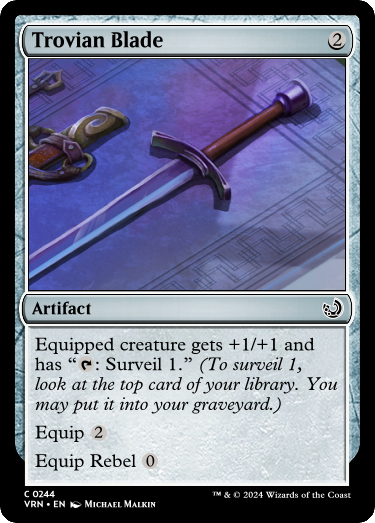 Trovian Blade 2
Artifact
Equipped creature gets +1/+1 and
has “: Surveil 1.” (To surveil 1,
look at the top card of your library. You
may put it into your graveyard.)
Equip 2
Equip Rebel 0
C 0244
VRN • EN Michael Malkin
™ & © 2024 Wizards of the Coast